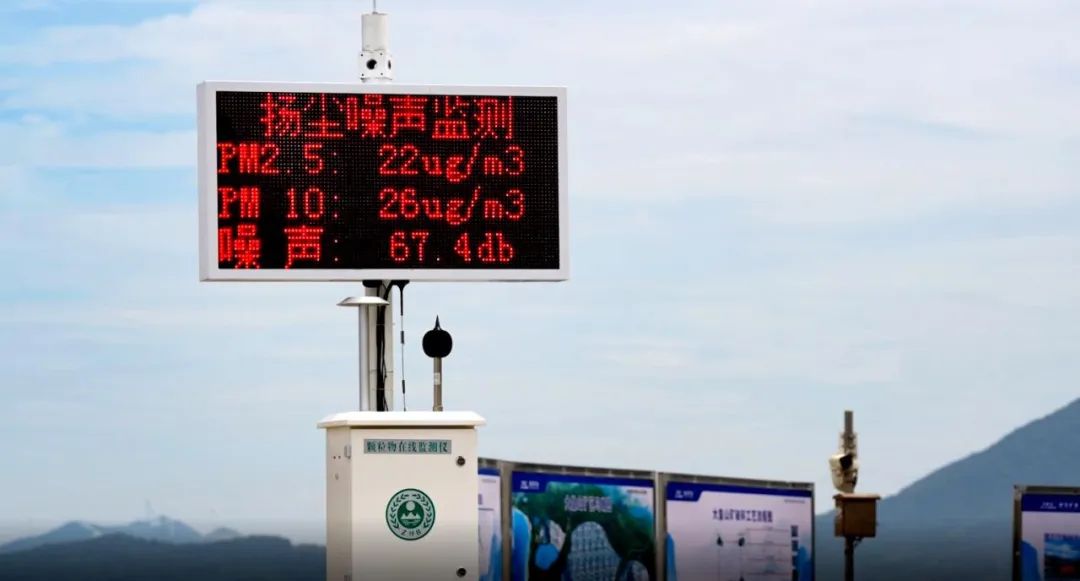 扬尘噪声监测
PM2.5: 22ug/m3
PM 10: 26ug/m3
噪 声: 67.4db
颗粒物在线监测仪
ZHB